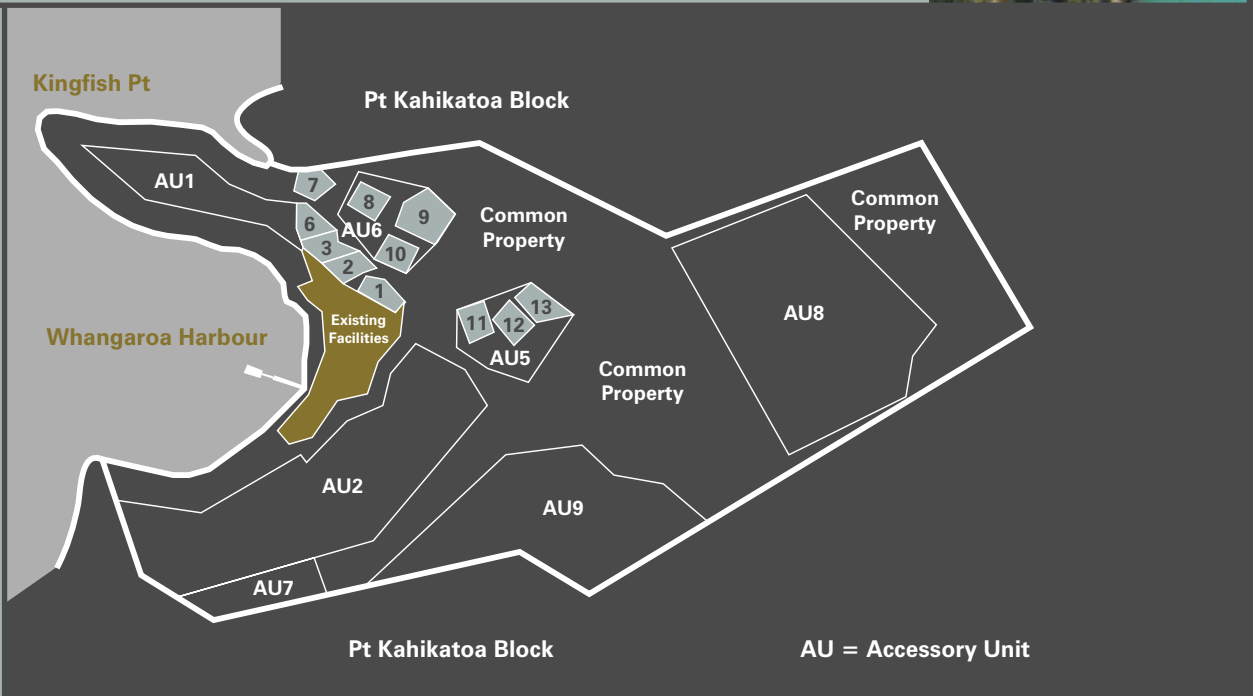 Kingfish Pt
Pt Kahikatoa Block
AU1
7
8
9
6
AU6
3
10
2
1
Common
Property
Common
Property
Existing
Facilities
Whangaroa Harbour
11
12
13
AU5
AU8
Common
Property
AU2
AU9
AU7
Pt Kahikatoa Block
AU = Accessory Unit